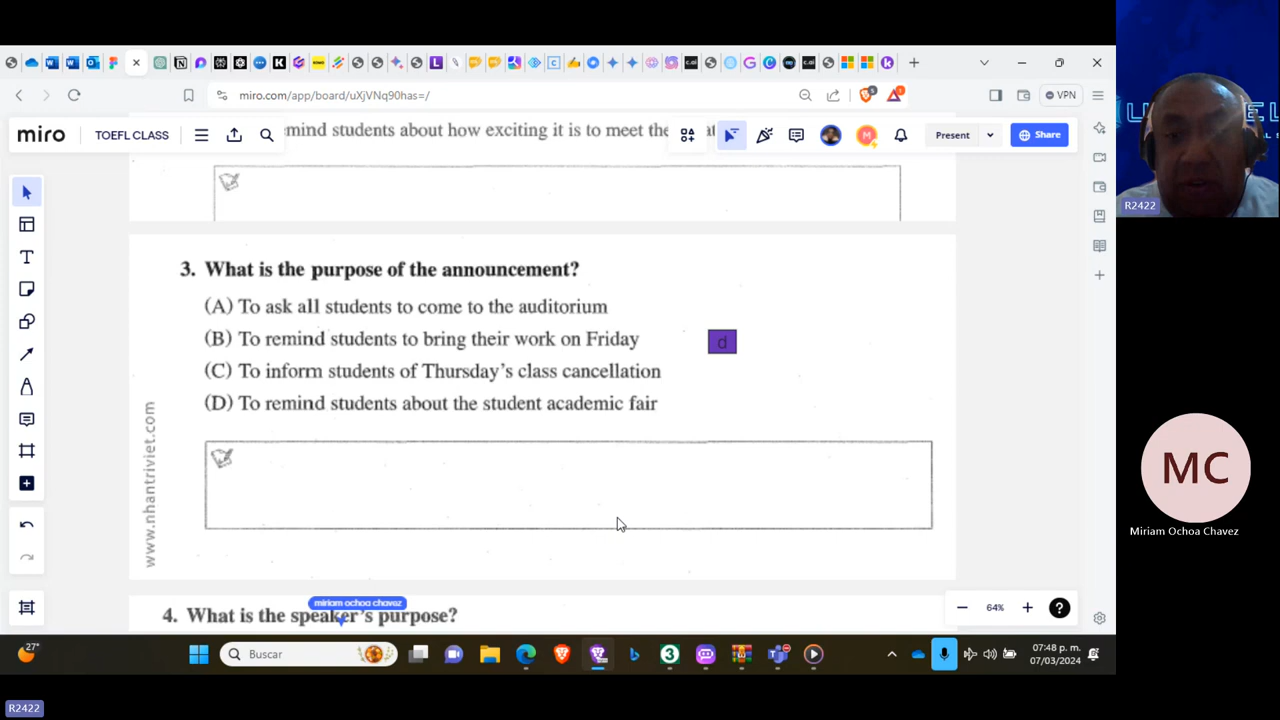 miro.com/app/board/uXjVNq90has=/
VPN
miro
TOEFL CLASS
mind students about how exciting it is to meet the
M
Present
Share
R2422
3. What is the purpose of the announcement?
(A) To ask all students to come to the auditorium
(B) To remind students to bring their work on Friday
d
(C) To inform students of Thursday's class cancellation
(D) To remind students about the student academic fair
www.nhantriviet.com
MC
Miriam Ochoa Chavez
miriam ochoa chavez
4. What is the speaker's purpose?
64%
27°
Buscar
07:48 p. m.
07/03/2024
R2422